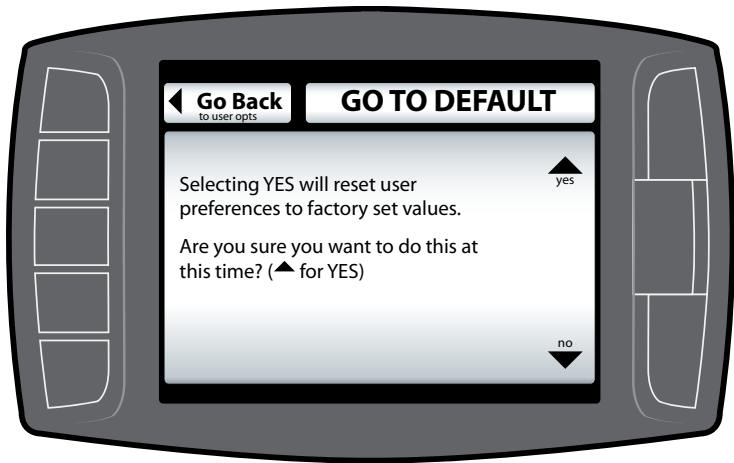 Go Back
to user opts
GO TO DEFAULT
Selecting YES will reset user
preferences to factory set values.
Are you sure you want to do this at
this time? (▲ for YES)
yes
no